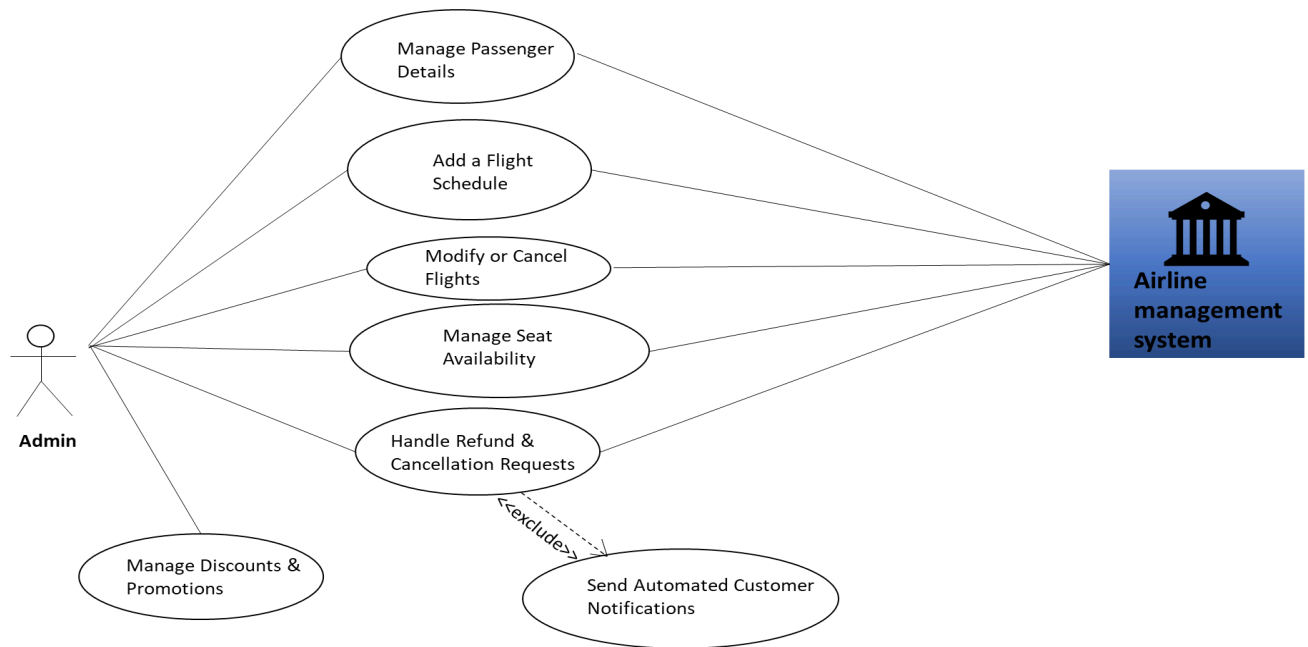 Manage Passenger
Details
Add a Flight
Schedule
Modify or Cancel
Flights
Manage Seat
Availability
Airline
management
system
Admin
Handle Refund &
Cancellation Requests
<<exclude>>
Manage Discounts &
Promotions
Send Automated Customer
Notifications